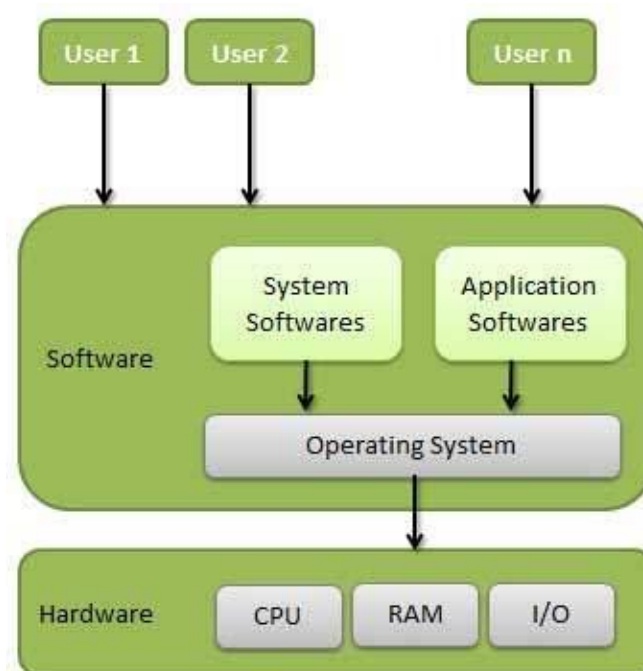 User 1
User 2
User n
System
Softwares
Application
Softwares
Software
Operating System
Hardware
CPU
RAM
I/O